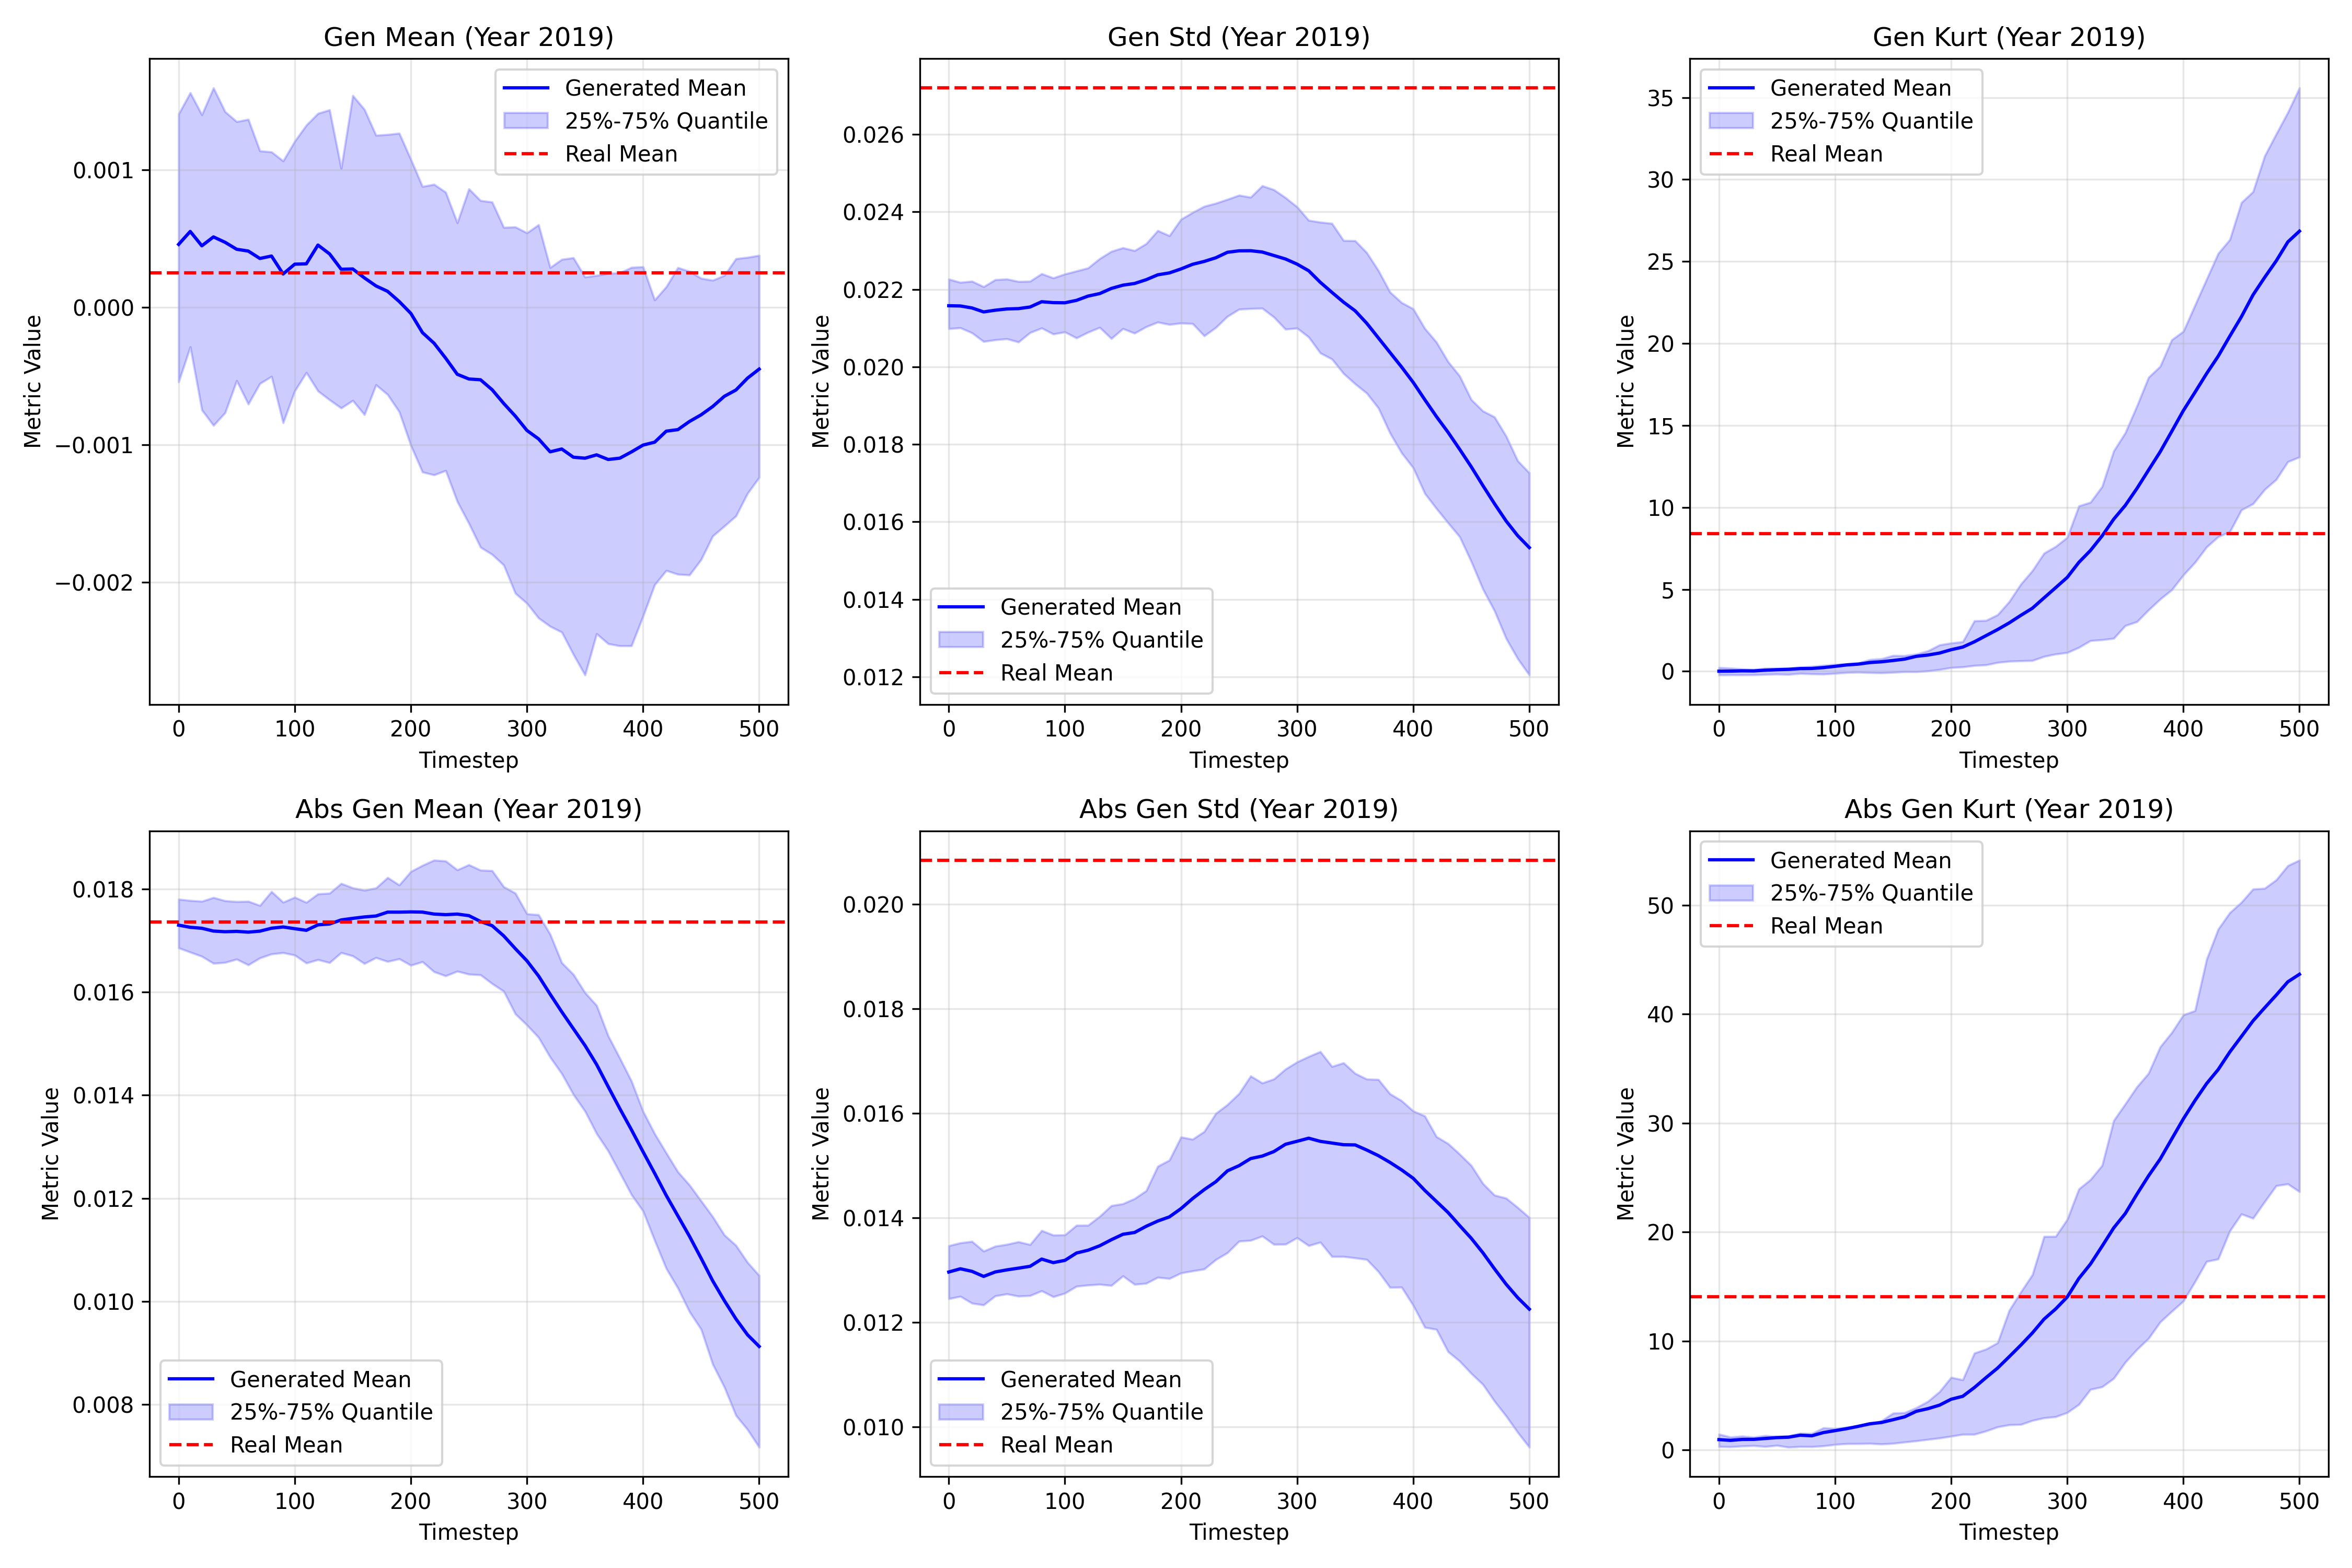 Gen Mean (Year 2019)
Generated Mean
25%-75% Quantile
Real Mean
Metric Value
0.001
0.000
−0.001
−0.002
0 100 200 300 400 500
Timestep
Gen Std (Year 2019)
Metric Value
0.026
0.024
0.022
0.020
0.018
0.016
0.014
0.012
Generated Mean
25%-75% Quantile
Real Mean
0 100 200 300 400 500
Timestep
Gen Kurt (Year 2019)
Generated Mean
25%-75% Quantile
Real Mean
Metric Value
35
30
25
20
15
10
5
0
0 100 200 300 400 500
Timestep
Abs Gen Mean (Year 2019)
Metric Value
0.018
0.016
0.014
0.012
0.010
0.008
Generated Mean
25%-75% Quantile
Real Mean
0 100 200 300 400 500
Timestep
Abs Gen Std (Year 2019)
Metric Value
0.020
0.018
0.016
0.014
0.012
0.010
Generated Mean
25%-75% Quantile
Real Mean
0 100 200 300 400 500
Timestep
Abs Gen Kurt (Year 2019)
Generated Mean
25%-75% Quantile
Real Mean
Metric Value
50
40
30
20
10
0
0 100 200 300 400 500
Timestep